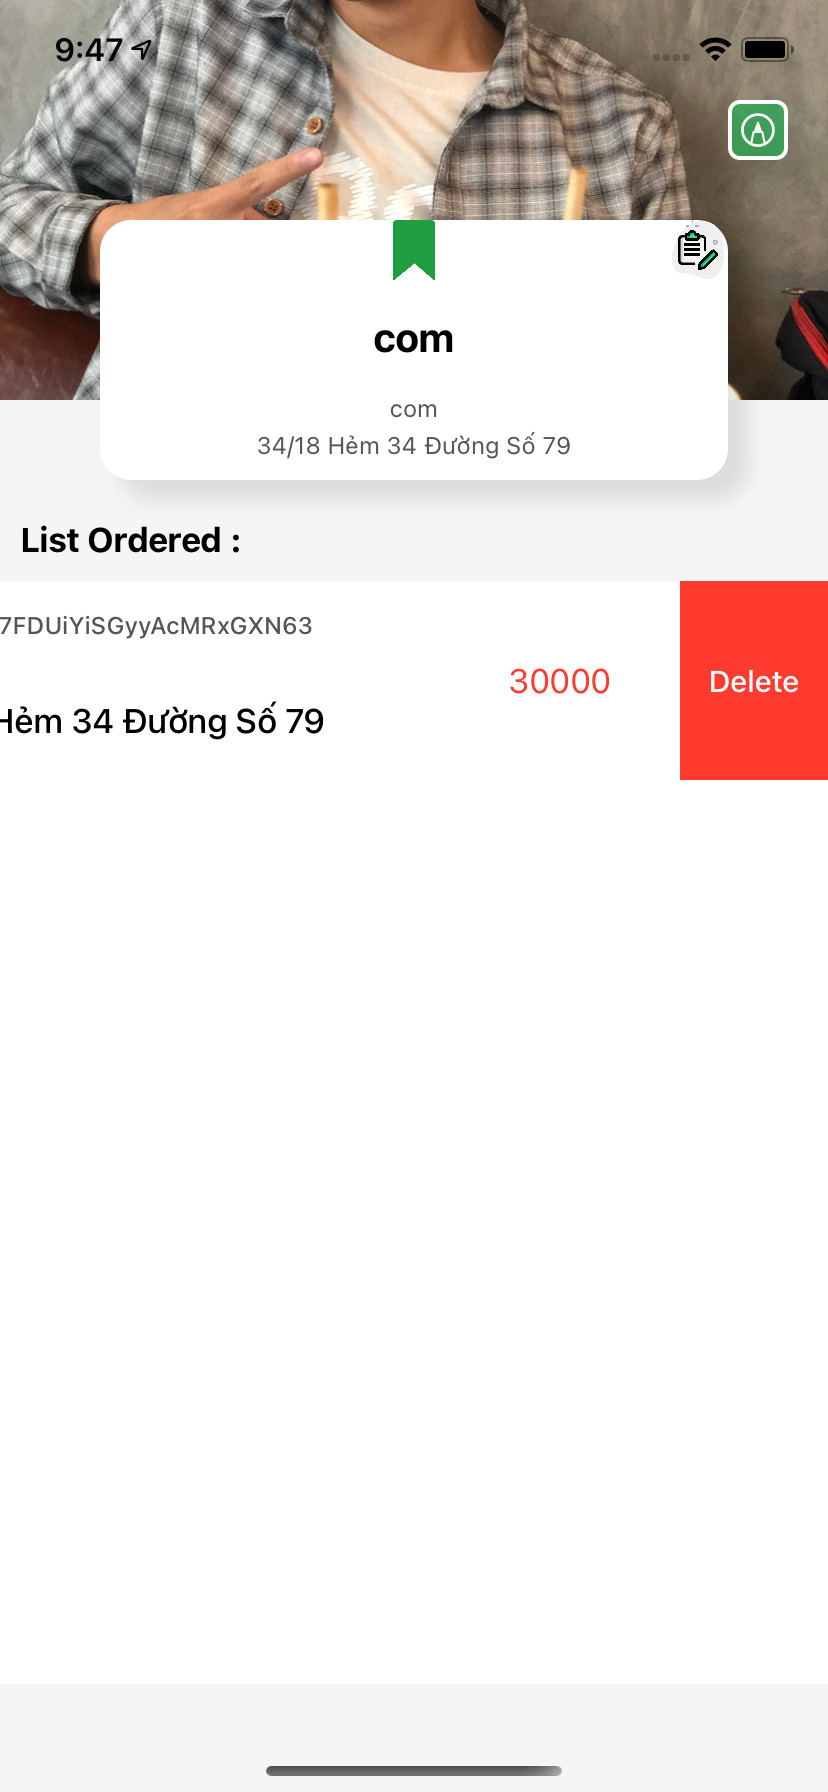 9:47
com
com
34/18 Hẻm 34 Đường Số 79
List Ordered :
7FDUiYiSGyyAcMRxGXN63
30000
Delete
Hẻm 34 Đường Số 79